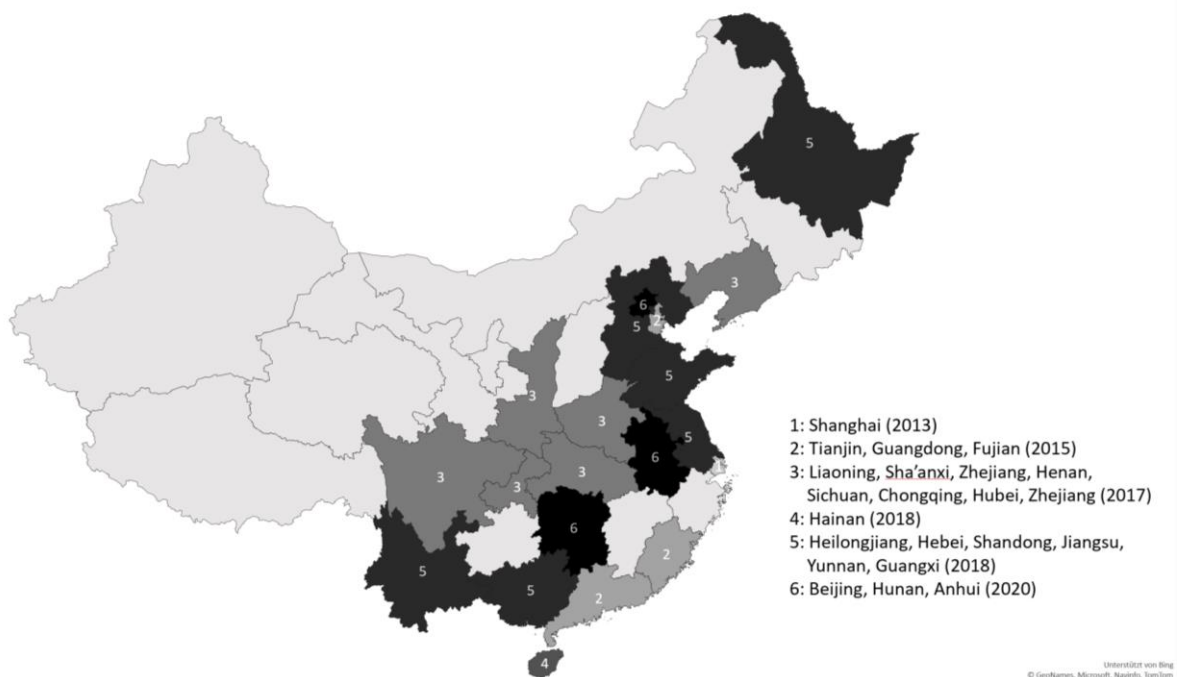 5
3
6
2
5
5
3
3
5
6
1
3
3
3
6
2
5
5
2
4
1: Shanghai (2013)
2: Tianjin, Guangdong, Fujian (2015)
3: Liaoning, Sha’anxi, Zhejiang, Henan,
Sichuan, Chongqing, Hubei, Zhejiang (2017)
4: Hainan (2018)
5: Heilongjiang, Hebei, Shandong, Jiangsu,
Yunnan, Guangxi (2018)
6: Beijing, Hunan, Anhui (2020)
Unterstützt von Bing
© GeoNames, Microsoft, Navinfo, TomTom